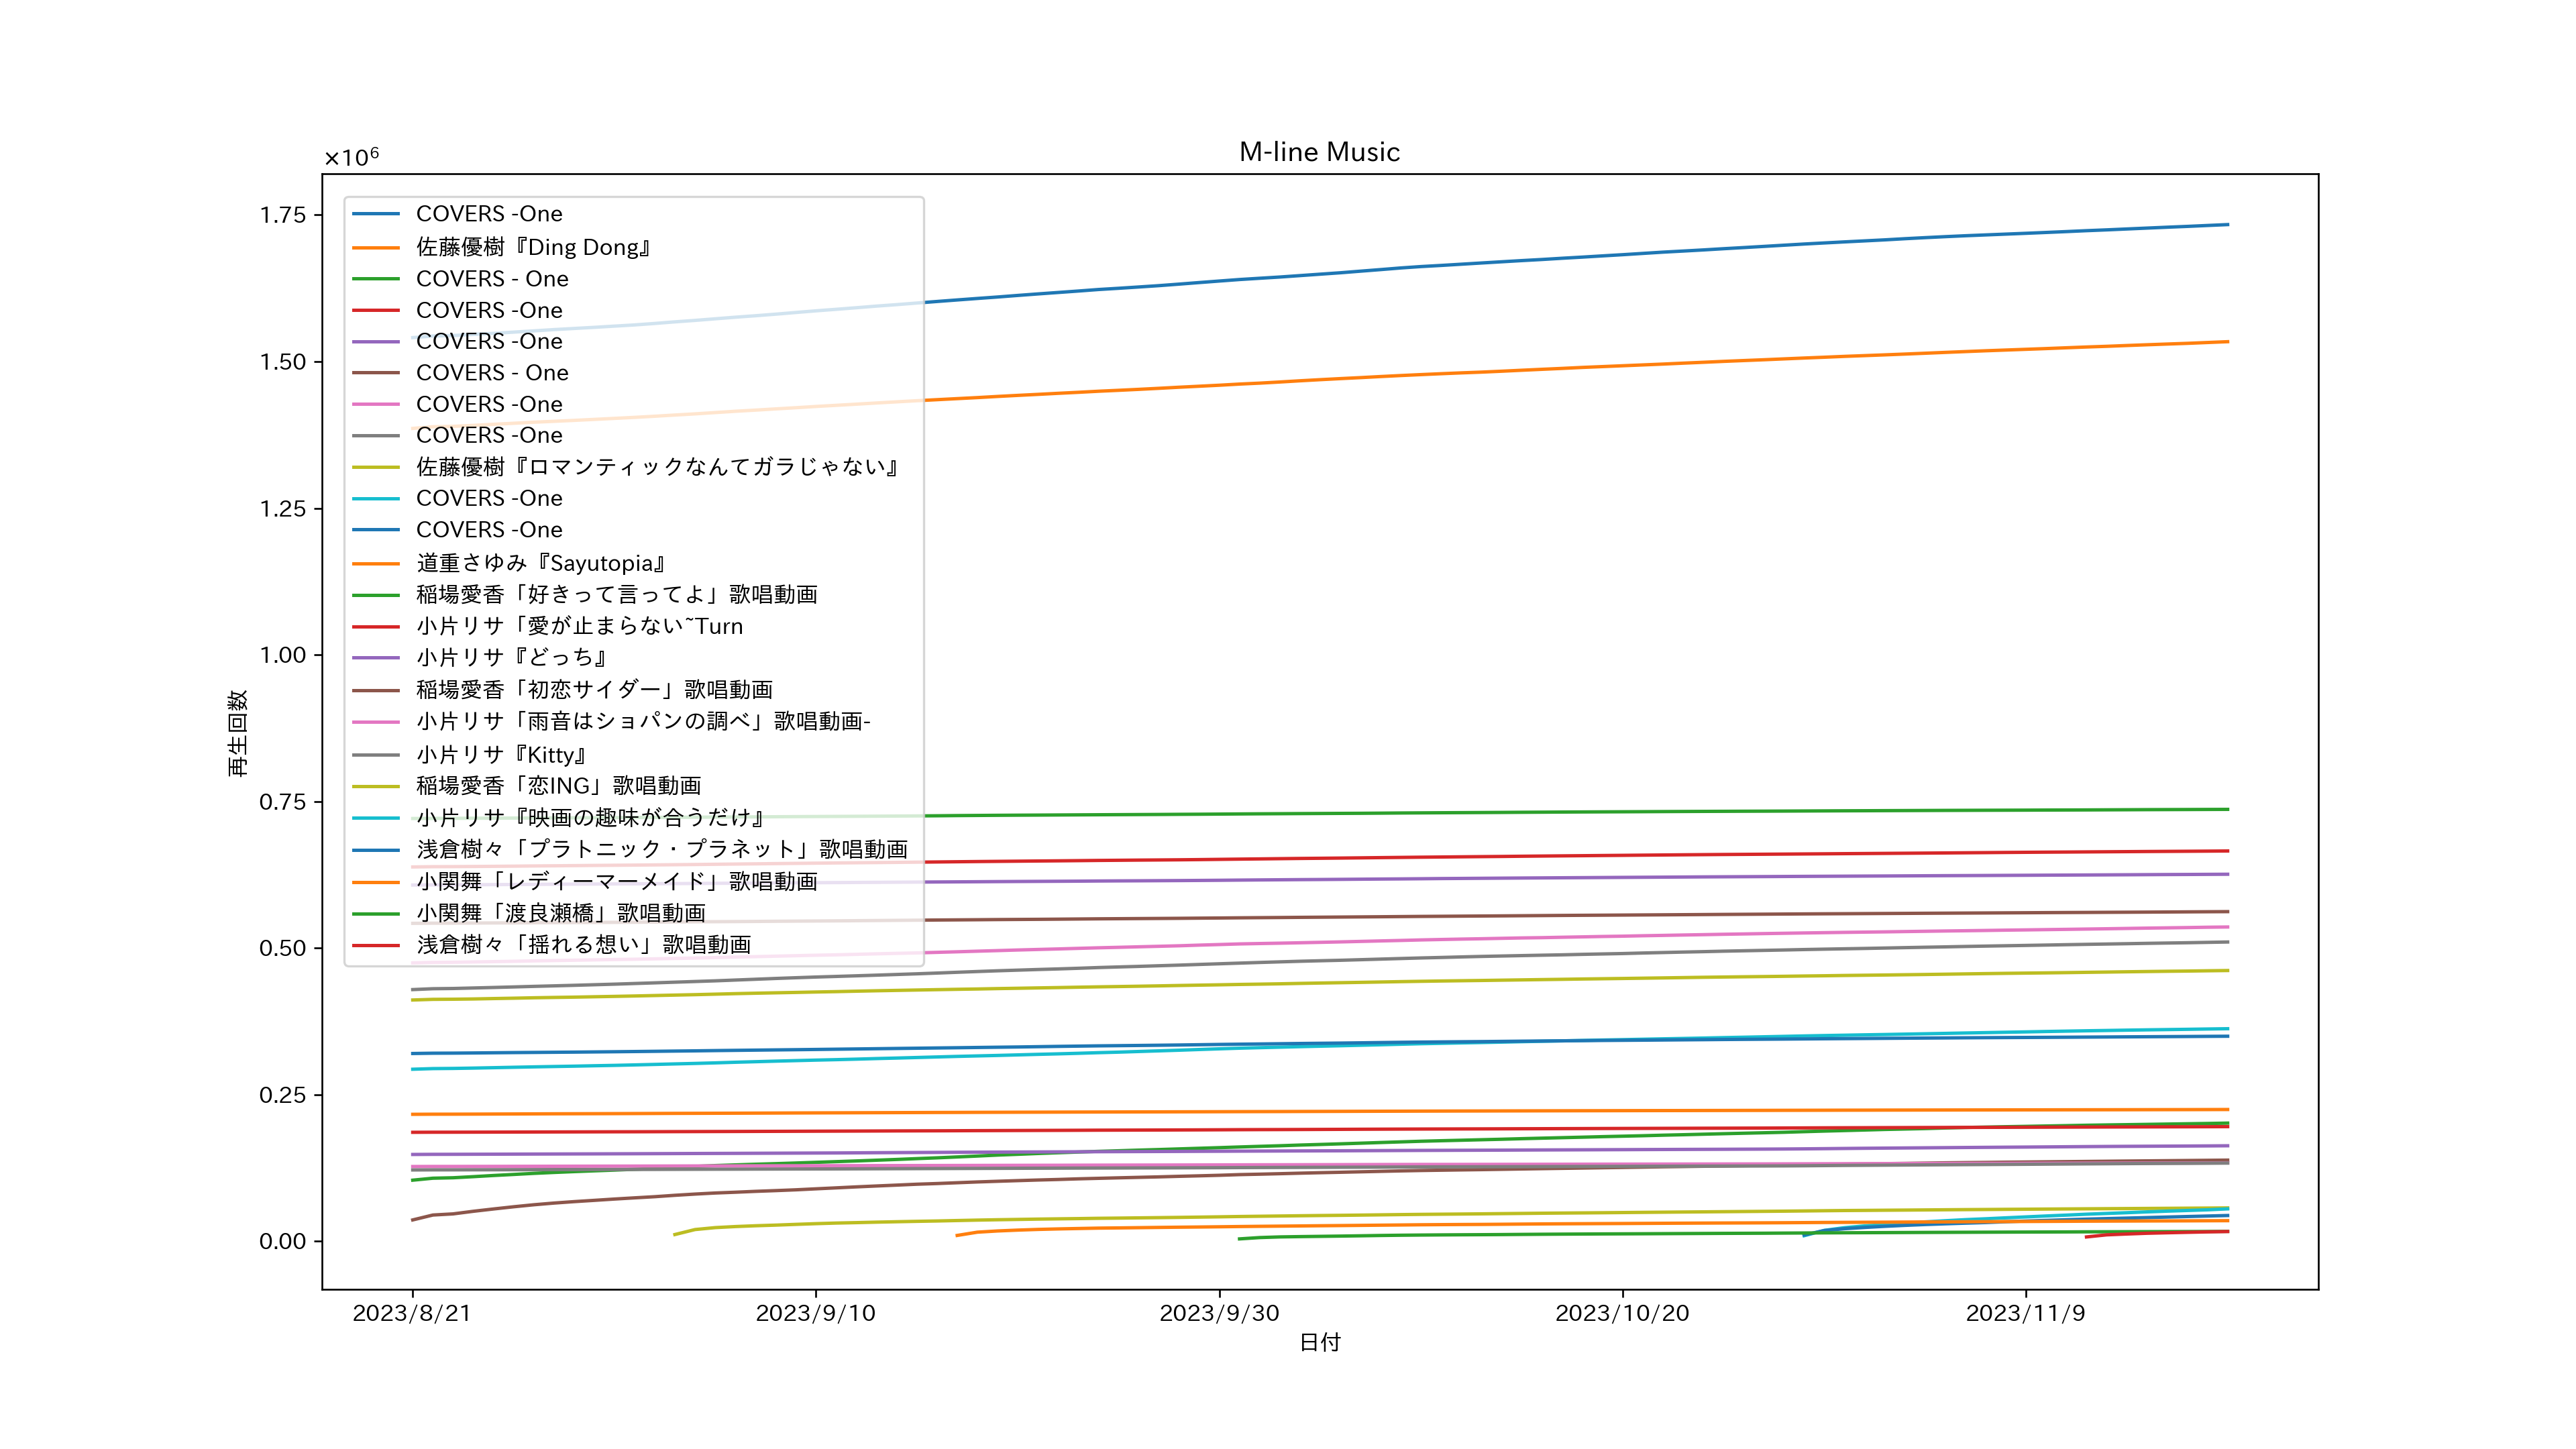 M-line Music
×10⁶
1.75
1.50
1.25
1.00
0.75
0.50
0.25
0.00
再生回数
COVERS -One
佐藤優樹『Ding Dong』
COVERS - One
COVERS -One
COVERS -One
COVERS - One
COVERS -One
COVERS -One
佐藤優樹『ロマンティックなんてガラじゃない』
COVERS -One
COVERS -One
道重さゆみ『Sayutopia』
稲場愛香「好きって言ってよ」歌唱動画
小片リサ「愛が止まらない~Turn
小片リサ『どっち』
稲場愛香「初恋サイダー」歌唱動画
小片リサ「雨音はショパンの調べ」歌唱動画-
小片リサ『Kitty』
稲場愛香「恋ING」歌唱動画
小片リサ『映画の趣味が合うだけ』
浅倉樹々「プラトニック・プラネット」歌唱動画
小関舞「レディーマーメイド」歌唱動画
小関舞「渡良瀬橋」歌唱動画
浅倉樹々「揺れる想い」歌唱動画
2023/8/21
2023/9/10
2023/9/30
2023/10/20
2023/11/9
日付